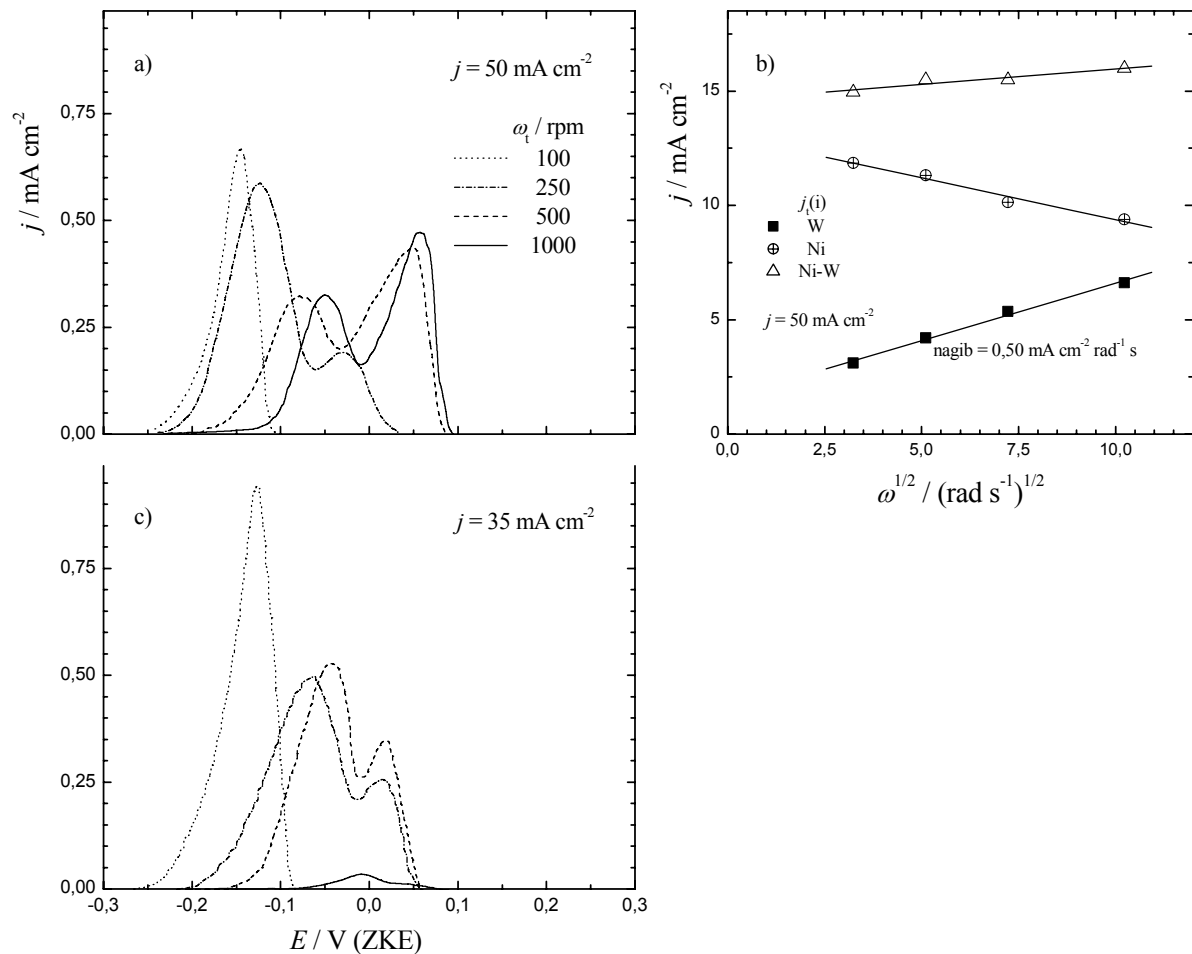 a)
j = 50 mA cm-2
ωt / rpm
100
250
500
1000
j / mA cm-2
0,75
0,50
0,25
0,00
b)
j / mA cm-2
15
10
5
0
jt(i)
W
Ni
Ni-W
j = 50 mA cm-2
nagib = 0,50 mA cm-2 rad-1 s
0,0 2,5 5,0 7,5 10,0
ω1/2 / (rad s-1)1/2
c)
j = 35 mA cm-2
0,75
0,50
0,25
0,00
-0,3 -0,2 -0,1 0,0 0,1 0,2 0,3
E / V (ZKE)